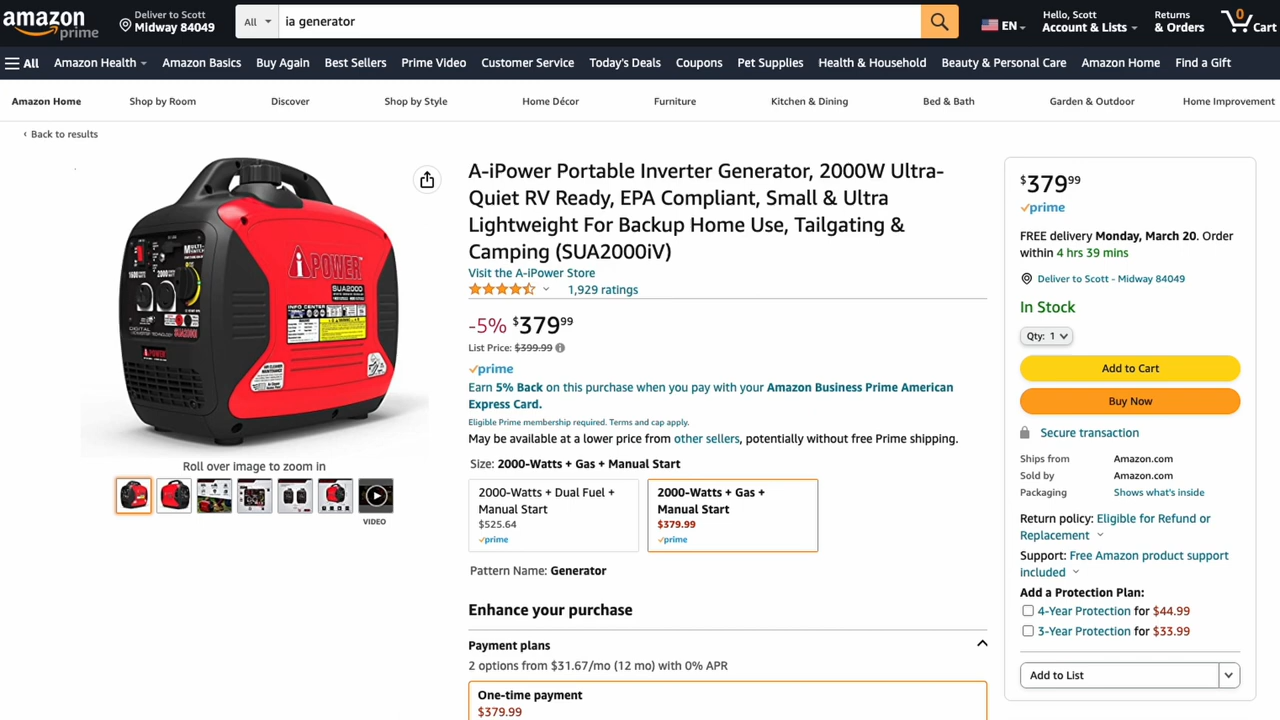 amazon
prime
Deliver to Scott
Midway 84049
All
ia generator
EN
Hello, Scott
Account & Lists
Returns
& Orders
0
Cart
All
Amazon Health
Amazon Basics
Buy Again
Best Sellers
Prime Video
Customer Service
Today's Deals
Coupons
Pet Supplies
Health & Household
Beauty & Personal Care
Amazon Home
Find a Gift
Amazon Home
Shop by Room
Discover
Shop by Style
Home Décor
Furniture
Kitchen & Dining
Bed & Bath
Garden & Outdoor
Home Improvement
‹ Back to results
iPOWER
SUA2000
INFO CENTER
Roll over image to zoom in
VIDEO
A-iPower Portable Inverter Generator, 2000W Ultra-
Quiet RV Ready, EPA Compliant, Small & Ultra
Lightweight For Backup Home Use, Tailgating &
Camping (SUA2000iV)
Visit the A-iPower Store
1,929 ratings
-5% $379.99
List Price: $399.99
prime
Earn 5% Back on this purchase when you pay with your Amazon Business Prime American
Express Card.
Eligible Prime membership required. Terms and cap apply.
May be available at a lower price from other sellers, potentially without free Prime shipping.
Size: 2000-Watts + Gas + Manual Start
2000-Watts + Dual Fuel +
Manual Start
$525.64
prime
2000-Watts + Gas +
Manual Start
$379.99
prime
Pattern Name: Generator
Enhance your purchase
Payment plans
2 options from $31.67/mo (12 mo) with 0% APR
One-time payment
$379.99
$379.99
prime
FREE delivery Monday, March 20. Order
within 4 hrs 39 mins
Deliver to Scott - Midway 84049
In Stock
Qty: 1
Add to Cart
Buy Now
Secure transaction
Ships from Amazon.com
Sold by Amazon.com
Packaging Shows what's inside
Return policy: Eligible for Refund or
Replacement
Support: Free Amazon product support
included
Add a Protection Plan:
4-Year Protection for $44.99
3-Year Protection for $33.99
Add to List